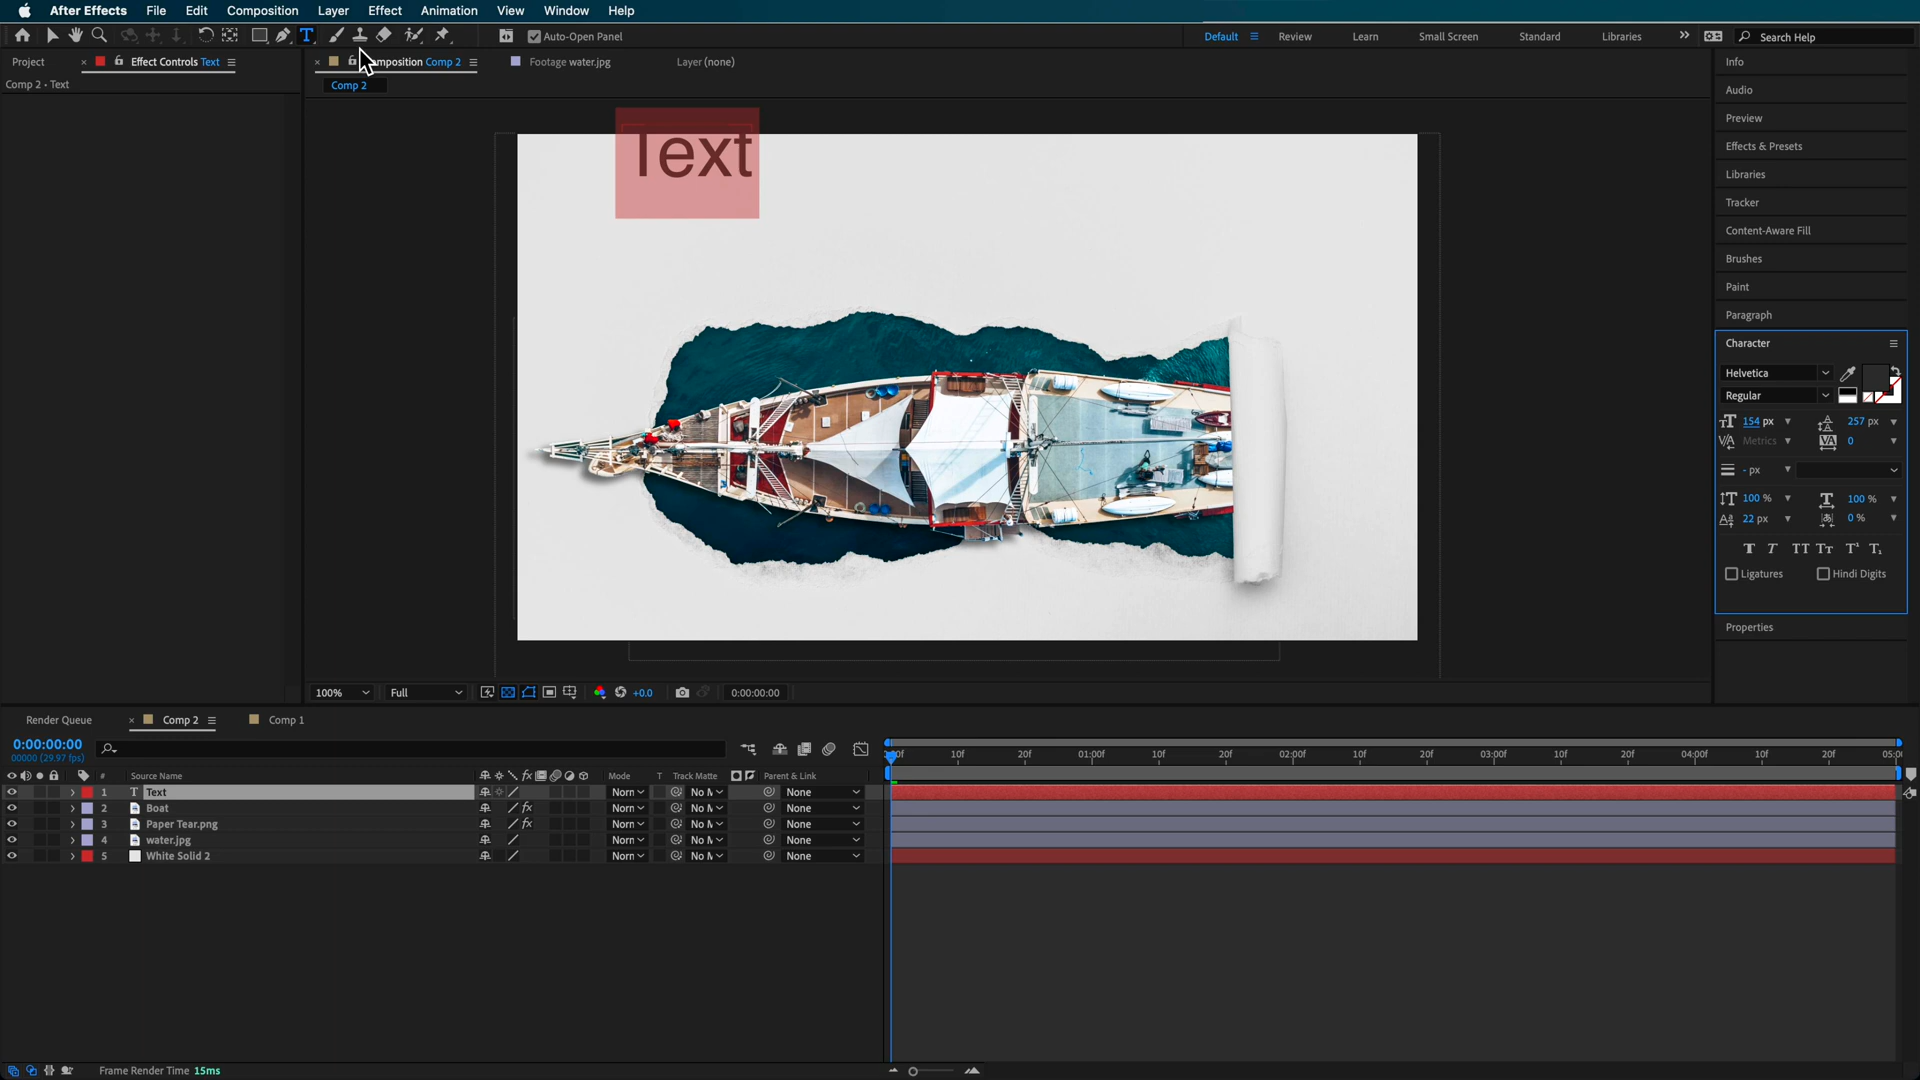 After Effects File Edit Composition Layer Effect Animation View Window Help
Auto-Open Panel Default Review Learn Small Screen Standard Libraries Search Help
Project Effect Controls Text Composition Comp 2 Footage water.jpg Layer (none)
Comp 2 • Text
Comp 2
Text
Info
Audio
Preview
Effects & Presets
Libraries
Tracker
Content-Aware Fill
Brushes
Paint
Paragraph
Character
Helvetica
Regular
154 px 257 px
Metrics 0
- px
100 % 100 %
22 px 0 %
Ligatures Hindi Digits
Properties
100% Full +0.0 0:00:00:00
Render Queue Comp 2 Comp 1
0:00:00:00
00000 (29.97 fps)
# Source Name Mode T Track Matte Parent & Link
1 Text Norn No M None
2 Boat Norn No M None
3 Paper Tear.png Norn No M None
4 water.jpg Norn No M None
5 White Solid 2 Norn No M None
10f 20f 01:00f 10f 20f 02:00f 10f 20f 03:00f 10f 20f 04:00f 10f 20f 05:0
Frame Render Time 15ms